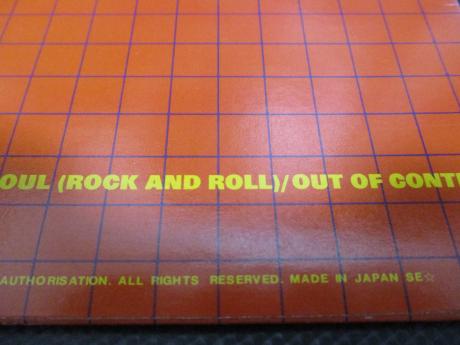 OUL (ROCK AND ROLL)/OUT OF CONT
AUTHORISATION. ALL RIGHTS RESERVED. MADE IN JAPAN SE☆